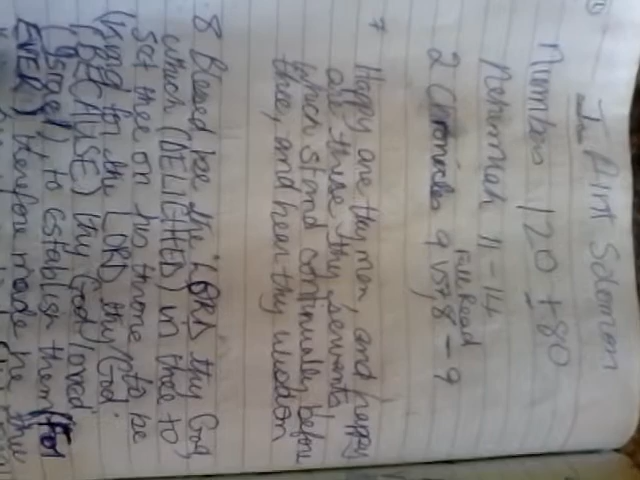 Solomon
Numbers 120 + 80
Nehemiah 11-14
Full Read
2 Chronicles 9 vs 7, 8 - 9
7 Happy are thy men, and happy
are these thy servants,
which stand continually before
thee, and hear thy wisdom
8 Blessed bee the LORD thy God,
which (DELIGHTED) in thee to
set thee on his throne, to be
King for the LORD thy God:
(BECAUSE) thy God loved
(Israel) to establish them (For
EVER) therefore made he thee